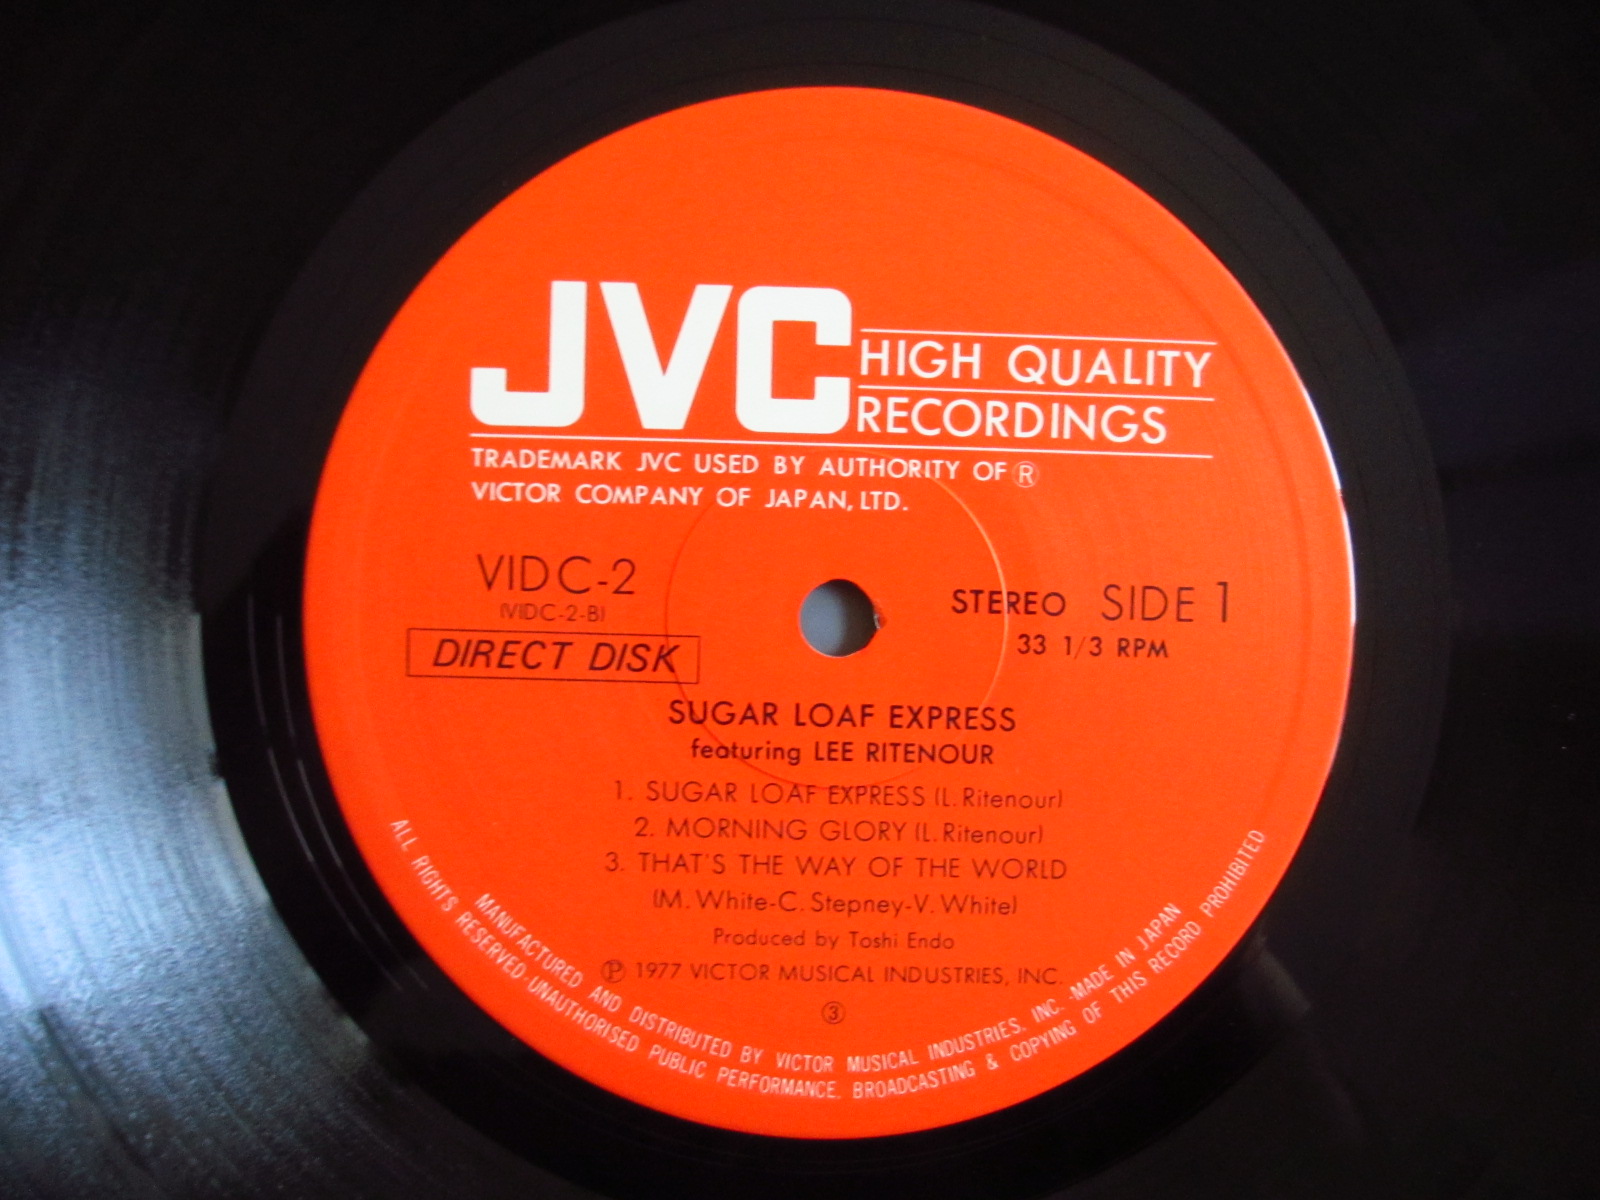 JVC HIGH QUALITY
RECORDINGS
TRADEMARK JVC USED BY AUTHORITY OF Ⓡ
VICTOR COMPANY OF JAPAN, LTD.
VIDC-2
(VIDC-2-B)
DIRECT DISK
STEREO SIDE 1
33 1/3 RPM
SUGAR LOAF EXPRESS
featuring LEE RITENOUR
1. SUGAR LOAF EXPRESS (L. Ritenour)
2. MORNING GLORY (L. Ritenour)
3. THAT'S THE WAY OF THE WORLD
(M. White-C. Stepney-V. White)
Produced by Toshi Endo
Ⓟ 1977 VICTOR MUSICAL INDUSTRIES, INC.
③
MANUFACTURED AND DISTRIBUTED BY VICTOR MUSICAL INDUSTRIES, INC. MADE IN JAPAN
ALL RIGHTS RESERVED-UNAUTHORISED PUBLIC PERFORMANCE, BROADCASTING & COPYING OF THIS RECORD PROHIBITED